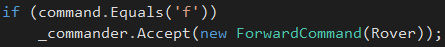 if (command.Equals('f'))
_commander.Accept(new ForwardCommand(Rover));